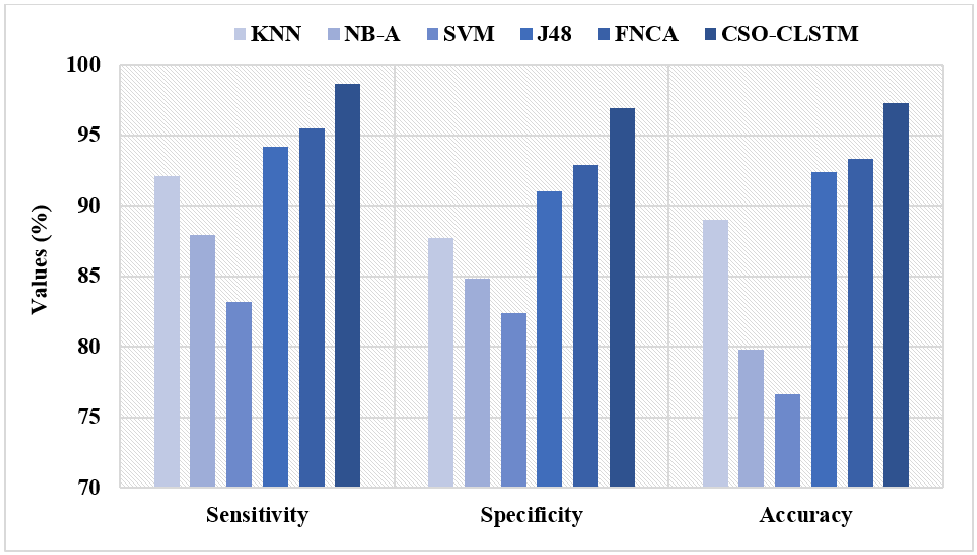 KNN NB-A SVM J48 FNCA CSO-CLSTM
100
95
90
85
80
75
70
Values (%)
Sensitivity Specificity Accuracy